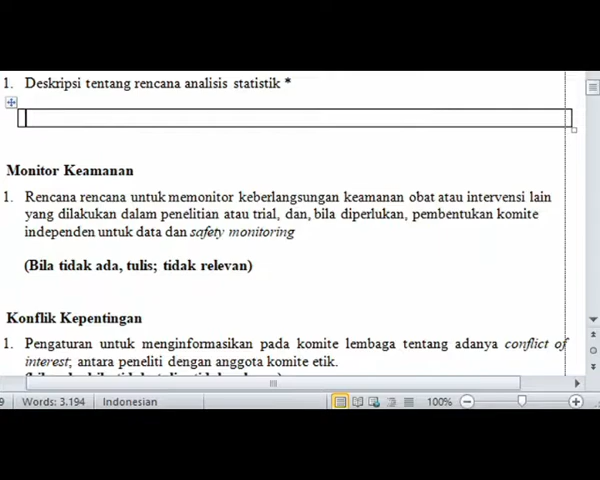 1. Deskripsi tentang rencana analisis statistik *
Monitor Keamanan
1. Rencana rencana untuk memonitor keberlangsungan keamanan obat atau intervensi lain
yang dilakukan dalam penelitian atau trial, dan, bila diperlukan, pembentukan komite
independen untuk data dan safety monitoring
(Bila tidak ada, tulis; tidak relevan)
Konflik Kepentingan
1. Pengaturan untuk menginformasikan pada komite lembaga tentang adanya conflict of
interest; antara peneliti dengan anggota komite etik.
9 Words: 3.194 Indonesian 100%